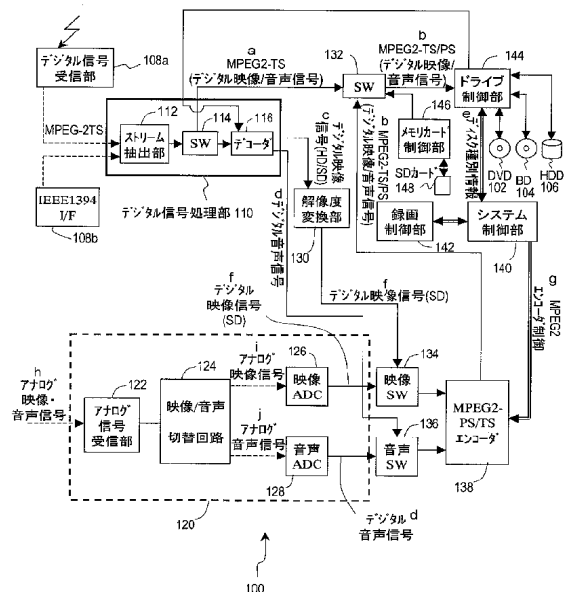 デジタル信号
受信部
108a
MPEG-2TS
112
ストリーム
抽出部
114
SW
116
デコーダ
デジタル信号処理部 110
IEEE1394
I/F
108b
a
MPEG2-TS
(デジタル映像/音声信号)
132
SW
b
MPEG2-TS/PS
(デジタル映像/
音声信号)
144
ドライブ
制御部
146
メモリカード
制御部
SDカード
148
e ディスク種別情報
DVD
102
BD
104
HDD
106
c
デジタル映像
信号(HD/SD)
b
MPEG2-TS/PS
(デジタル映像/音声信号)
d
デジタル音声信号
解像度
変換部
130
録画
制御部
142
システム
制御部
140
g MPEG2
エンコーダ制御
f
デジタル
映像信号
(SD)
f
デジタル映像信号(SD)
h
アナログ
映像・
音声信号
122
アナログ
信号
受信部
124
映像/音声
切替回路
i
アナログ
映像信号
126
映像
ADC
134
映像
SW
j
アナログ
音声信号
音声
ADC
128
136
音声
SW
MPEG2-
PS/TS
エンコーダ
138
120
デジタル d
音声信号
100